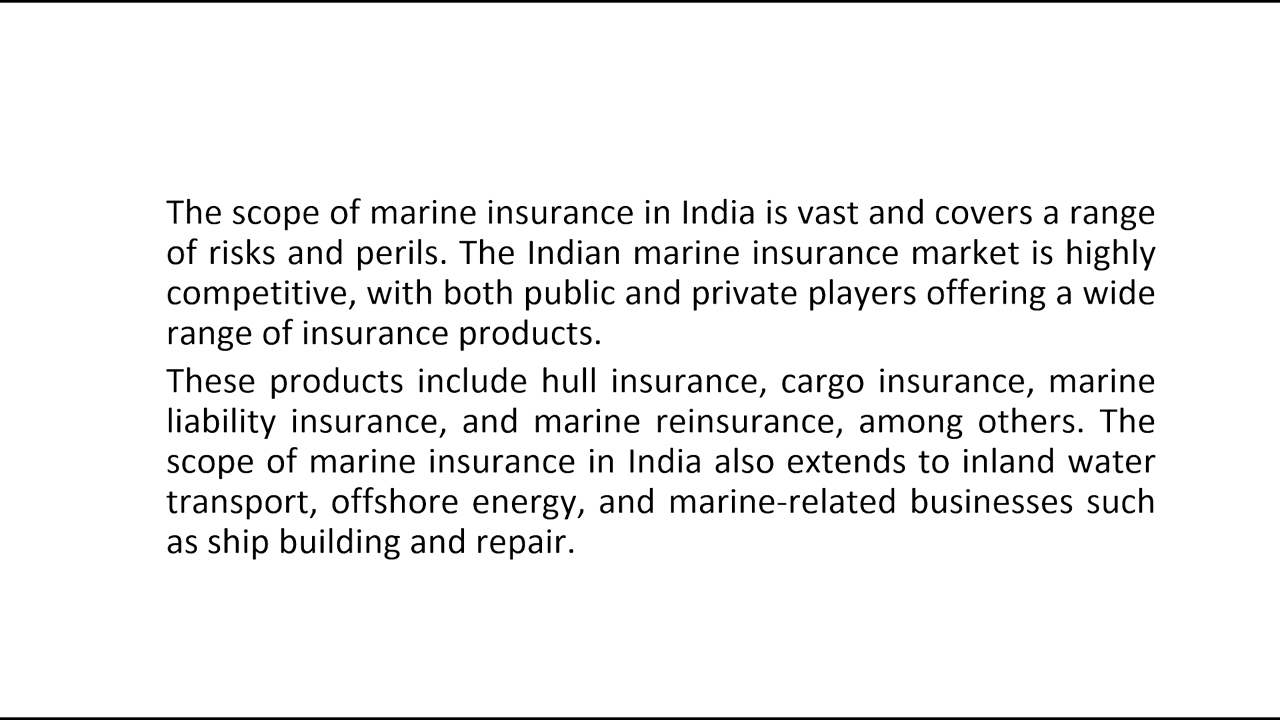 The scope of marine insurance in India is vast and covers a range
of risks and perils. The Indian marine insurance market is highly
competitive, with both public and private players offering a wide
range of insurance products.
These products include hull insurance, cargo insurance, marine
liability insurance, and marine reinsurance, among others. The
scope of marine insurance in India also extends to inland water
transport, offshore energy, and marine-related businesses such
as ship building and repair.